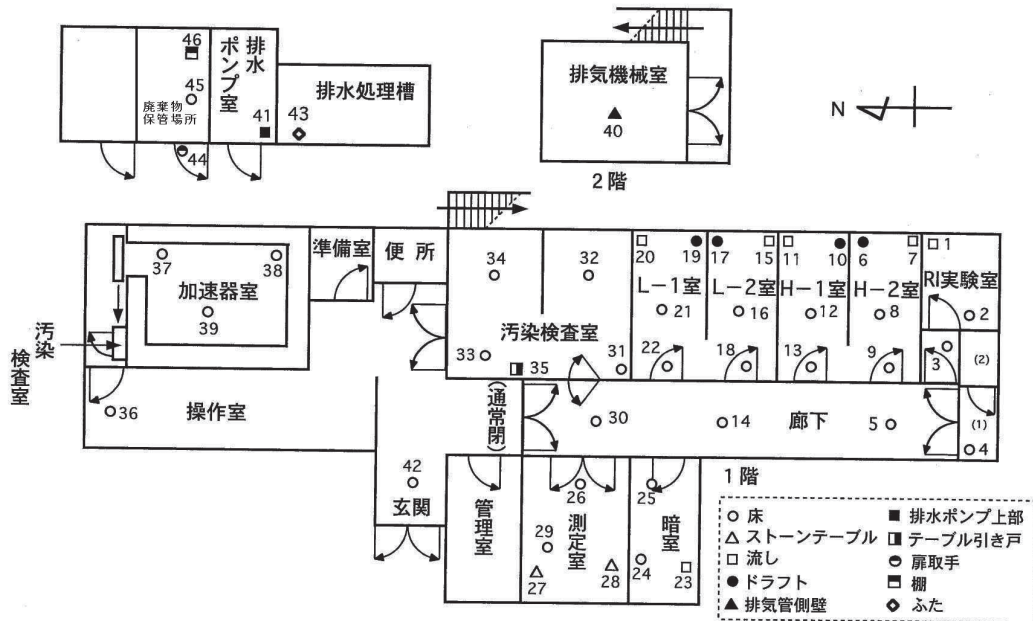 46
45
廃棄物
保管場所
44
排水
ポンプ室
41
排水処理槽
43
排気機械室
40
2階
N
37
38
加速器室
39
準備室
便所
34
32
33
35
31
汚染検査室
汚染
検査室
36
操作室
20
19
L－1室
21
22
17
15
L－2室
16
18
11
10
H－1室
12
13
6
7
H－2室
8
9
1
RI実験室
2
3
(2)
(1)
4
(通常閉)
30
14
廊下
5
1階
42
玄関
管理室
26
29
測定室
27
28
25
暗室
24
23
床
ストーンテーブル
流し
ドラフト
排気管側壁
排水ポンプ上部
テーブル引き戸
扉取手
棚
ふた